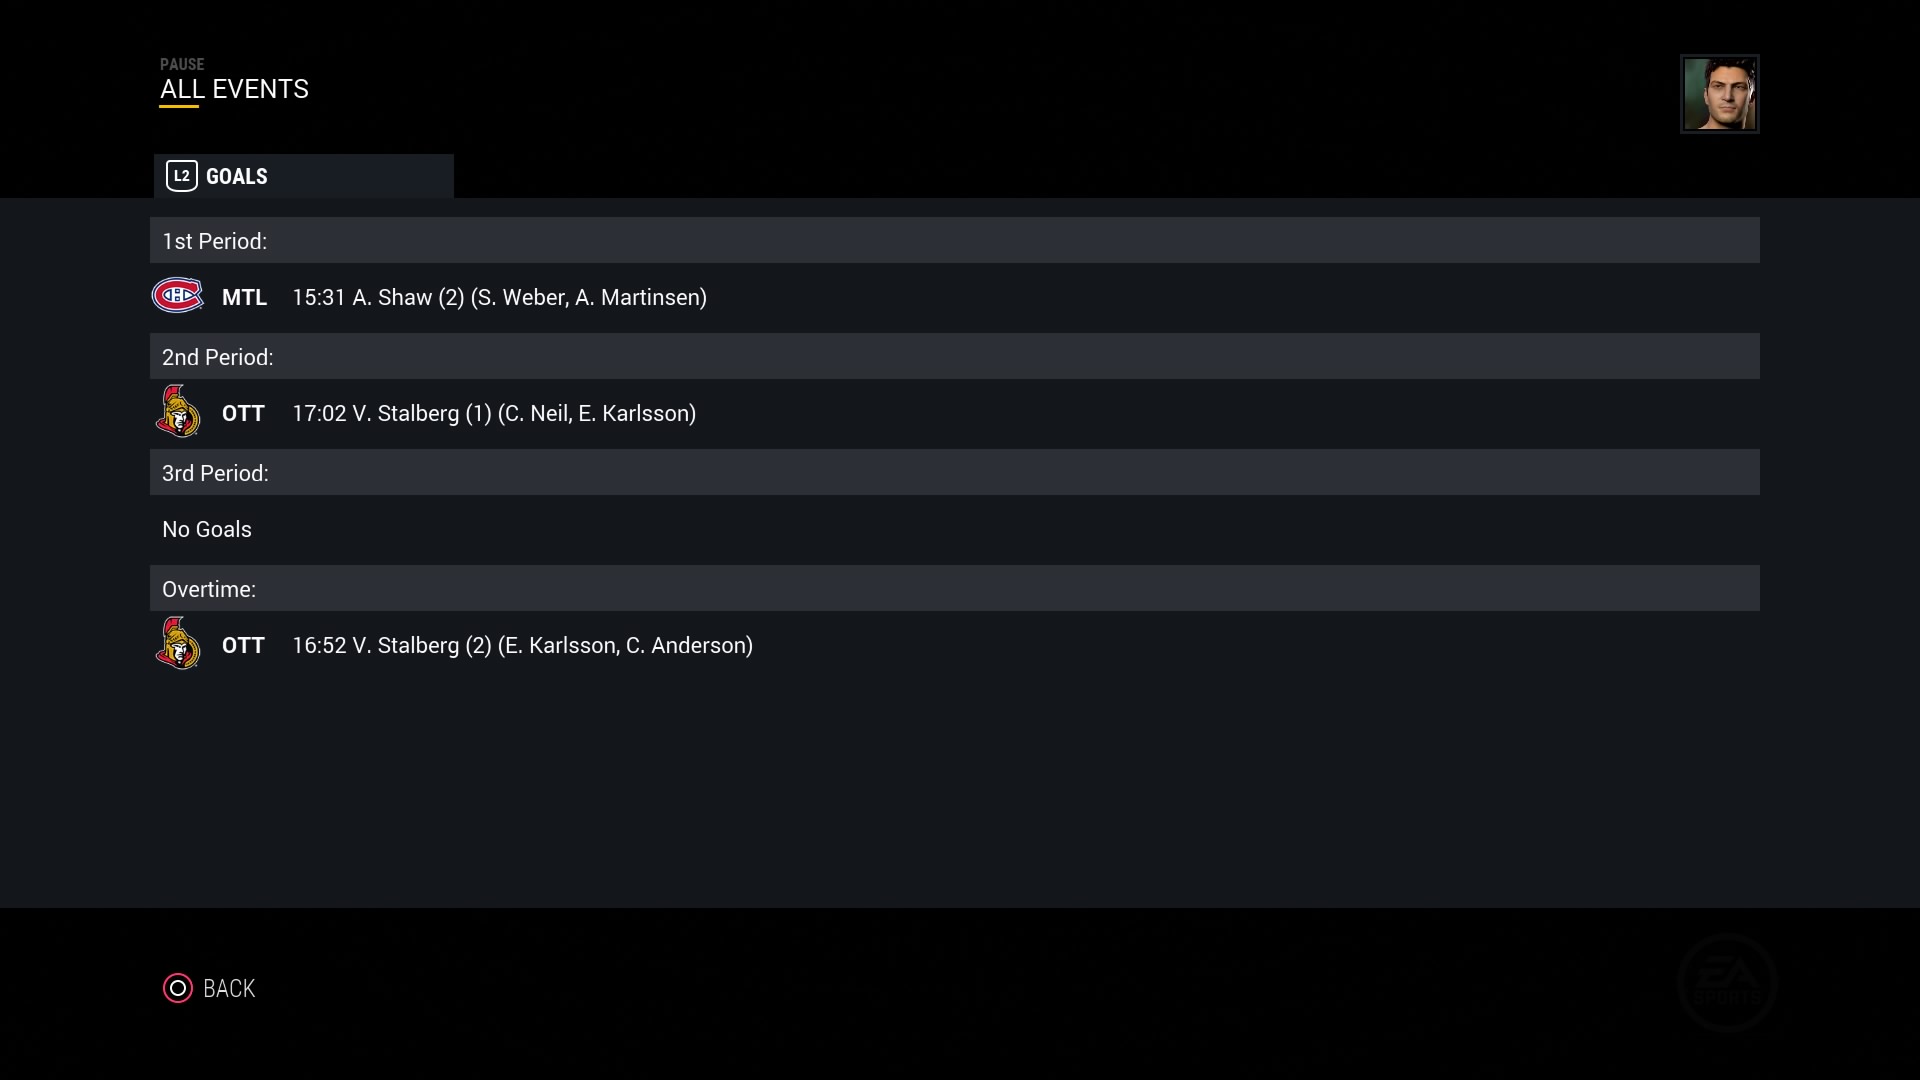 PAUSE
ALL EVENTS
L2 GOALS
1st Period:
MTL 15:31 A. Shaw (2) (S. Weber, A. Martinsen)
2nd Period:
OTT 17:02 V. Stalberg (1) (C. Neil, E. Karlsson)
3rd Period:
No Goals
Overtime:
OTT 16:52 V. Stalberg (2) (E. Karlsson, C. Anderson)
BACK
EA
SPORTS